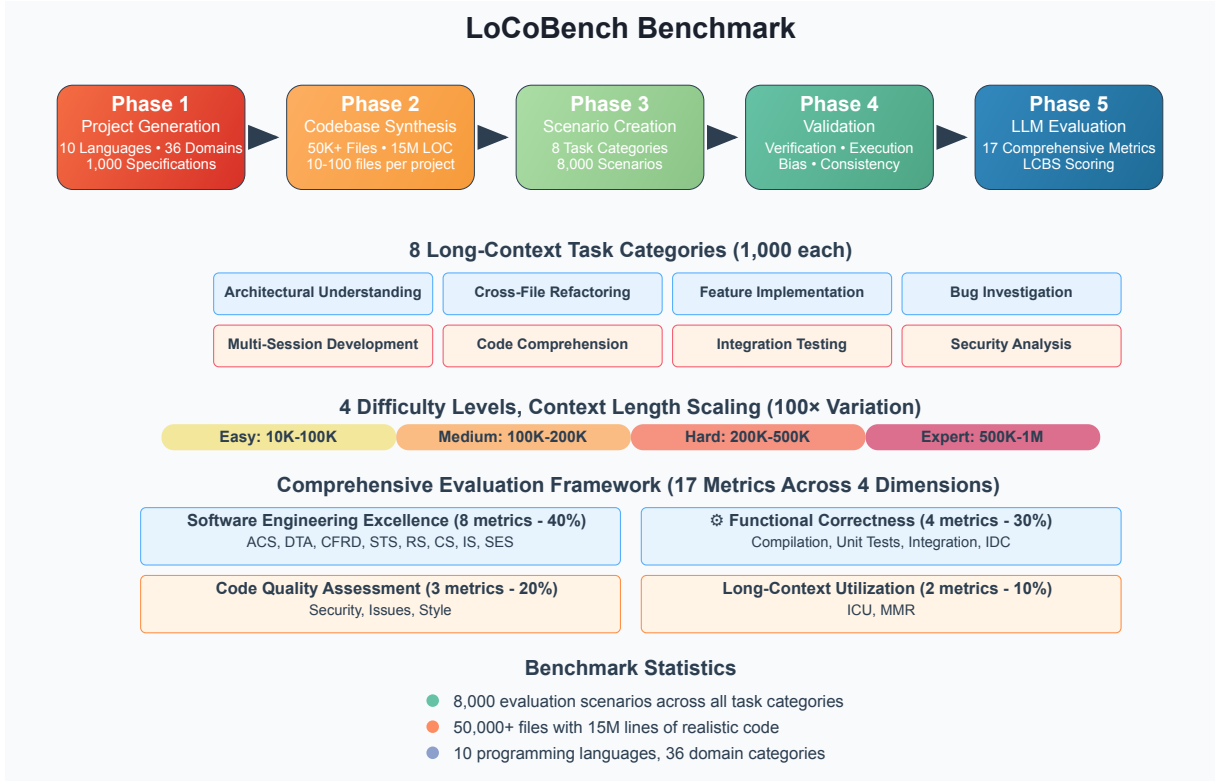 LoCoBench Benchmark
Phase 1
Project Generation
10 Languages • 36 Domains
1,000 Specifications
Phase 2
Codebase Synthesis
50K+ Files • 15M LOC
10-100 files per project
Phase 3
Scenario Creation
8 Task Categories
8,000 Scenarios
Phase 4
Validation
Verification • Execution
Bias • Consistency
Phase 5
LLM Evaluation
17 Comprehensive Metrics
LCBS Scoring
8 Long-Context Task Categories (1,000 each)
Architectural Understanding
Cross-File Refactoring
Feature Implementation
Bug Investigation
Multi-Session Development
Code Comprehension
Integration Testing
Security Analysis
4 Difficulty Levels, Context Length Scaling (100× Variation)
Easy: 10K-100K
Medium: 100K-200K
Hard: 200K-500K
Expert: 500K-1M
Comprehensive Evaluation Framework (17 Metrics Across 4 Dimensions)
Software Engineering Excellence (8 metrics - 40%)
ACS, DTA, CFRD, STS, RS, CS, IS, SES
⚙ Functional Correctness (4 metrics - 30%)
Compilation, Unit Tests, Integration, IDC
Code Quality Assessment (3 metrics - 20%)
Security, Issues, Style
Long-Context Utilization (2 metrics - 10%)
ICU, MMR
Benchmark Statistics
8,000 evaluation scenarios across all task categories
50,000+ files with 15M lines of realistic code
10 programming languages, 36 domain categories